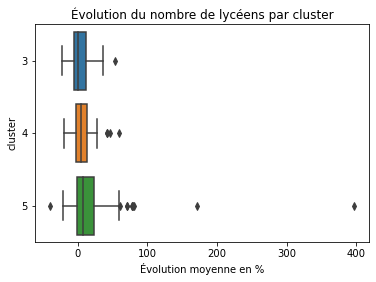 Évolution du nombre de lycéens par cluster
cluster
3
4
5
0
100
200
300
400
Évolution moyenne en %